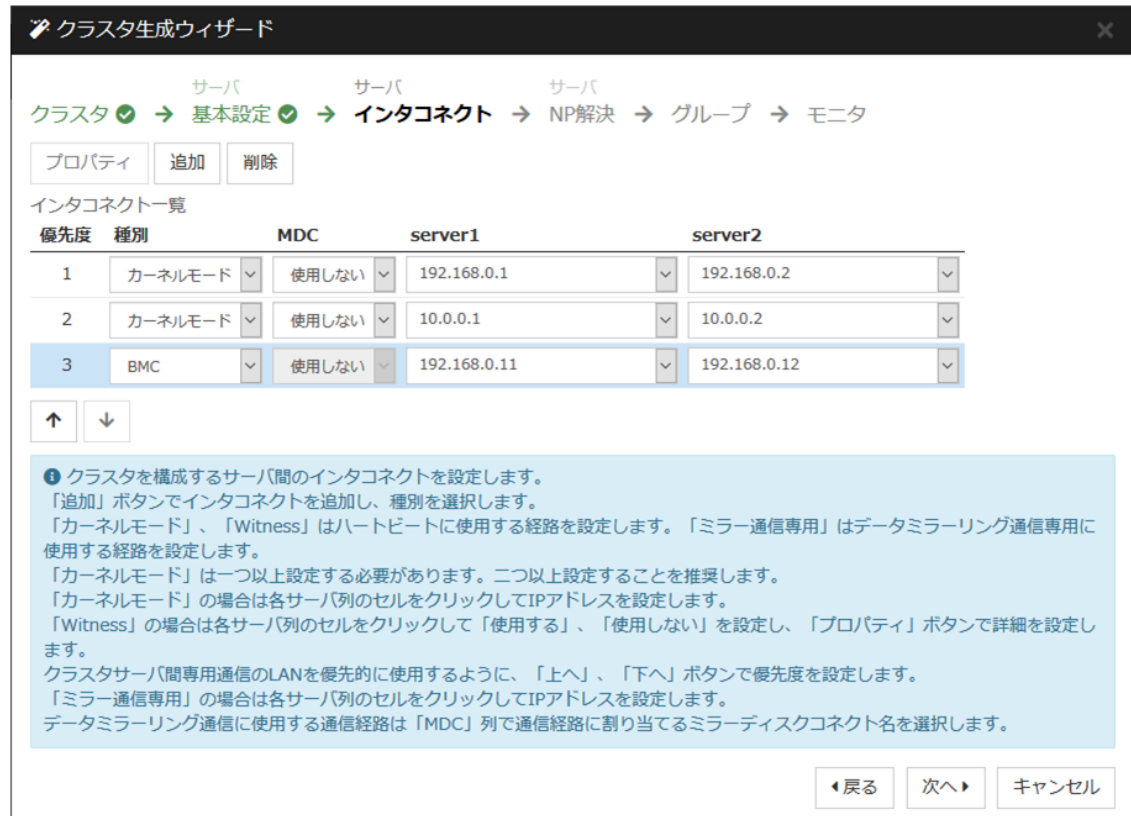 クラスタ生成ウィザード
サーバ サーバ サーバ
クラスタ → 基本設定 → インタコネクト → NP解決 → グループ → モニタ
プロパティ 追加 削除
インタコネクト一覧
優先度 種別 MDC server1 server2
1 カーネルモード 使用しない 192.168.0.1 192.168.0.2
2 カーネルモード 使用しない 10.0.0.1 10.0.0.2
3 BMC 使用しない 192.168.0.11 192.168.0.12
クラスタを構成するサーバ間のインタコネクトを設定します。
「追加」ボタンでインタコネクトを追加し、種別を選択します。
「カーネルモード」、「Witness」はハートビートに使用する経路を設定します。「ミラー通信専用」はデータミラーリング通信専用に
使用する経路を設定します。
「カーネルモード」は一つ以上設定する必要があります。二つ以上設定することを推奨します。
「カーネルモード」の場合は各サーバ列のセルをクリックしてIPアドレスを設定します。
「Witness」の場合は各サーバ列のセルをクリックして「使用する」、「使用しない」を設定し、「プロパティ」ボタンで詳細を設定し
ます。
クラスタサーバ間専用通信のLANを優先的に使用するように、「上へ」、「下へ」ボタンで優先度を設定します。
「ミラー通信専用」の場合は各サーバ列のセルをクリックしてIPアドレスを設定します。
データミラーリング通信に使用する通信経路は「MDC」列で通信経路に割り当てるミラーディスクコネクト名を選択します。
戻る 次へ キャンセル